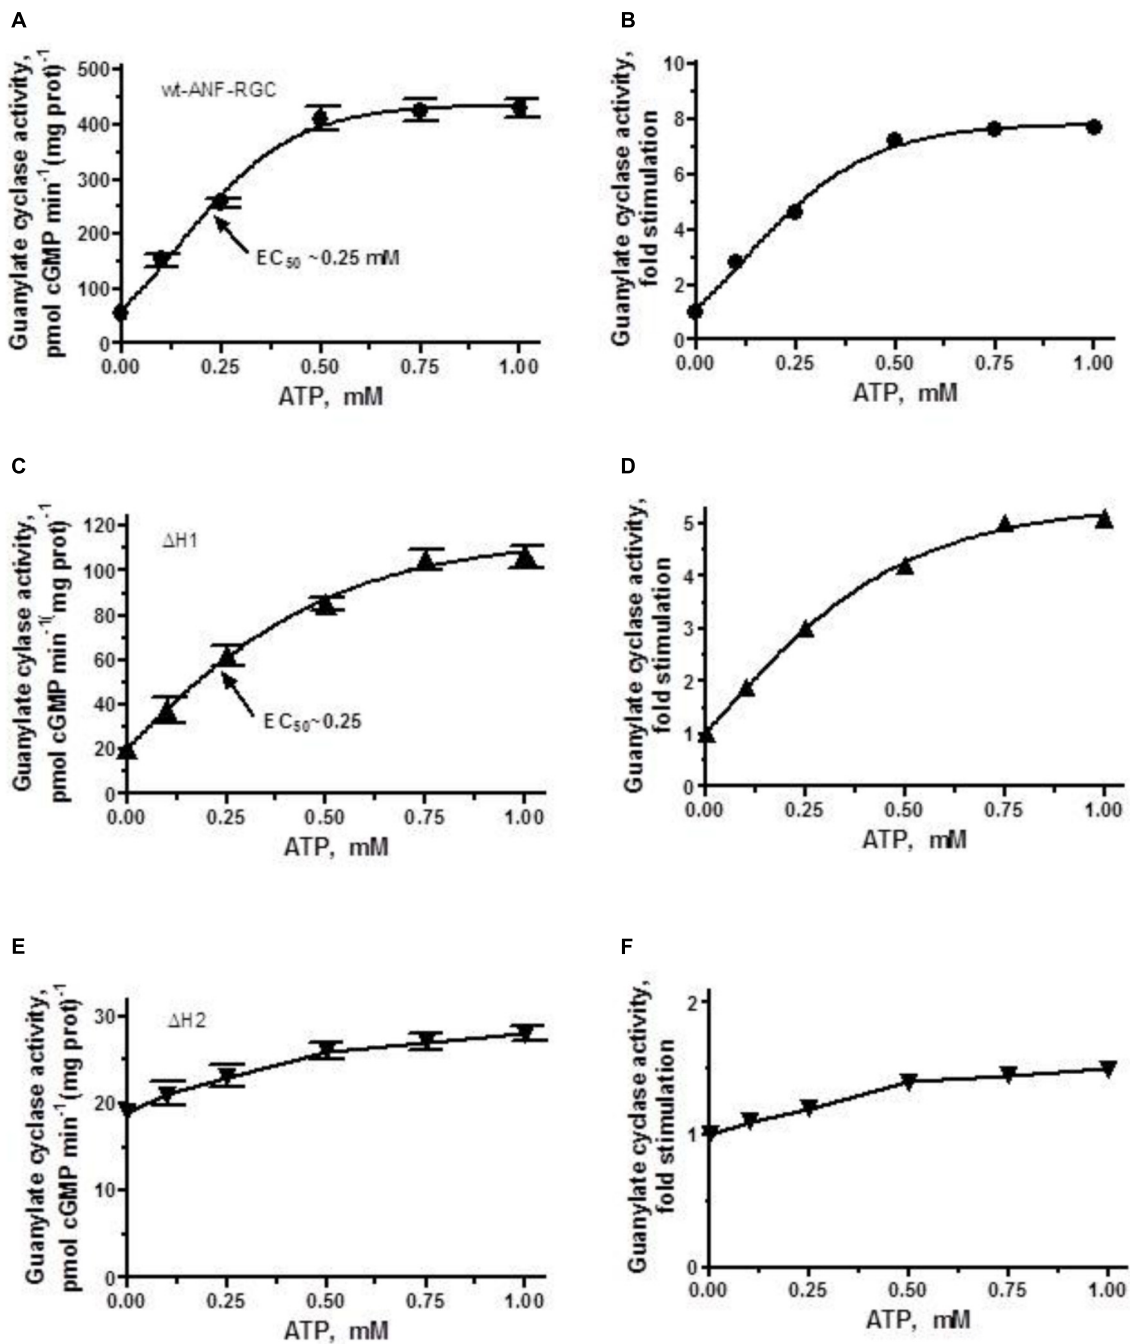 A
Guanylate cyclase activity,
pmol cGMP min⁻¹(mg prot)⁻¹
500
400
300
200
100
0
wt-ANF-RGC
EC₅₀ ~0.25 mM
0.00 0.25 0.50 0.75 1.00
ATP, mM
B
Guanylate cyclase activity,
fold stimulation
10
8
6
4
2
0
0.00 0.25 0.50 0.75 1.00
ATP, mM
C
Guanylate cylase activity,
pmol cGMP min⁻¹⁽mg prot)⁻¹
120
100
80
60
40
20
0
ΔH1
EC₅₀~0.25
0.00 0.25 0.50 0.75 1.00
ATP, mM
D
Guanylate cyclase activity,
fold stimulation
5
4
3
2
1
0
0.00 0.25 0.50 0.75 1.00
ATP, mM
E
Guanylate cyclase activity,
pmol cGMP min⁻¹(mg prot)⁻¹
30
20
10
0
ΔH2
0.00 0.25 0.50 0.75 1.00
ATP, mM
F
Guanylate cyclase activity,
fold stimulation
2
1
0
0.00 0.25 0.50 0.75 1.00
ATP, mM